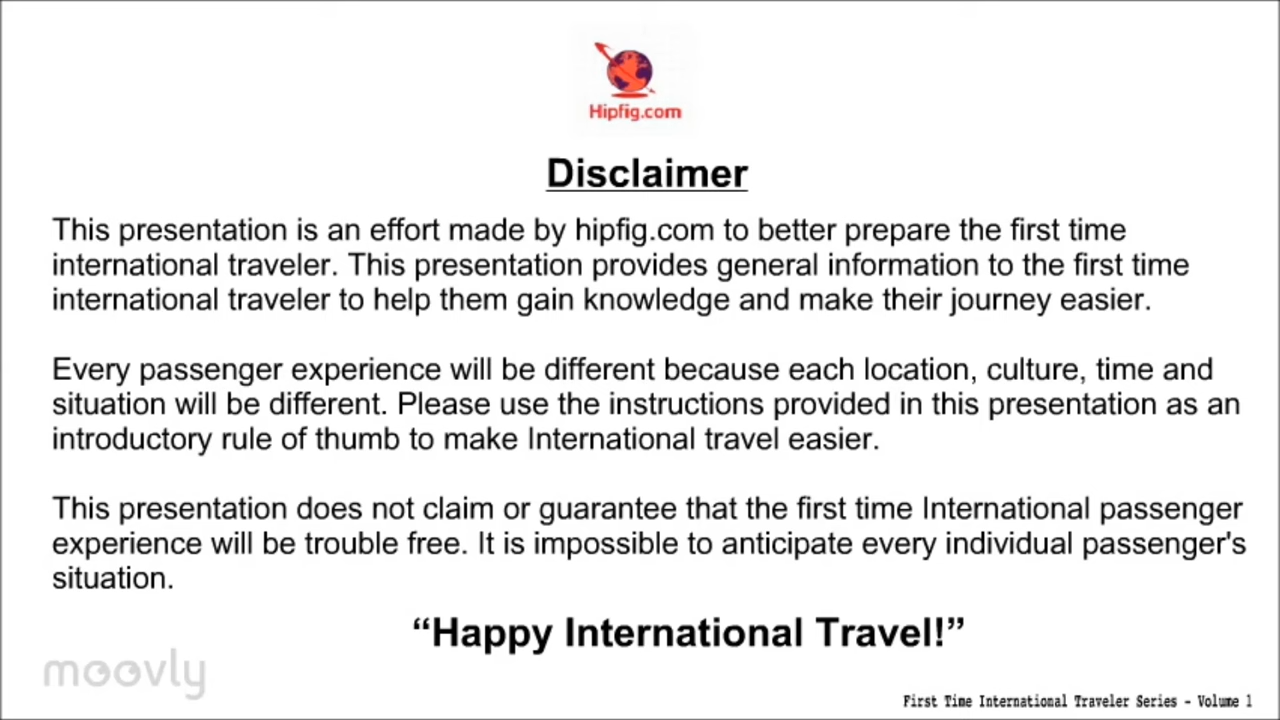 Hipfig.com
Disclaimer
This presentation is an effort made by hipfig.com to better prepare the first time
international traveler. This presentation provides general information to the first time
international traveler to help them gain knowledge and make their journey easier.
Every passenger experience will be different because each location, culture, time and
situation will be different. Please use the instructions provided in this presentation as an
introductory rule of thumb to make International travel easier.
This presentation does not claim or guarantee that the first time International passenger
experience will be trouble free. It is impossible to anticipate every individual passenger's
situation.
“Happy International Travel!”
moovly
First Time International Traveler Series - Volume 1